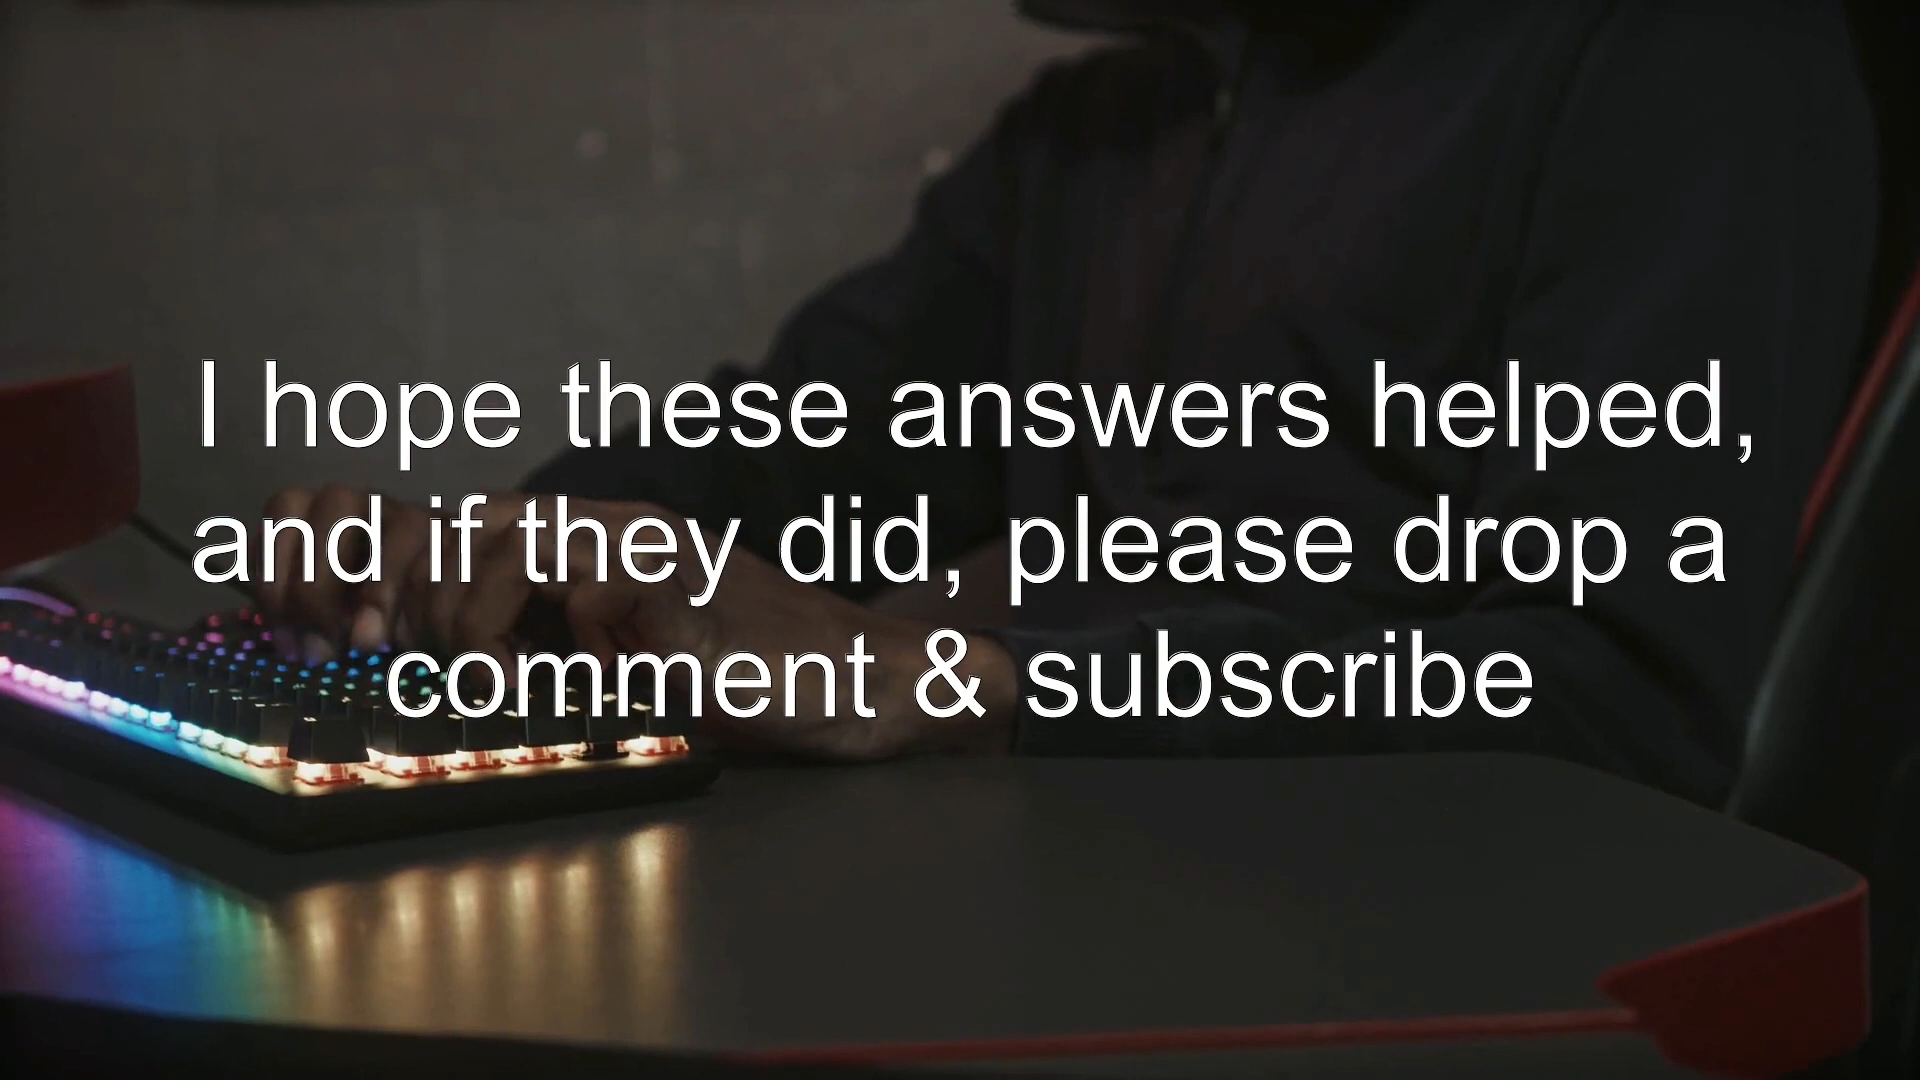 I hope these answers helped,
and if they did, please drop a
comment & subscribe